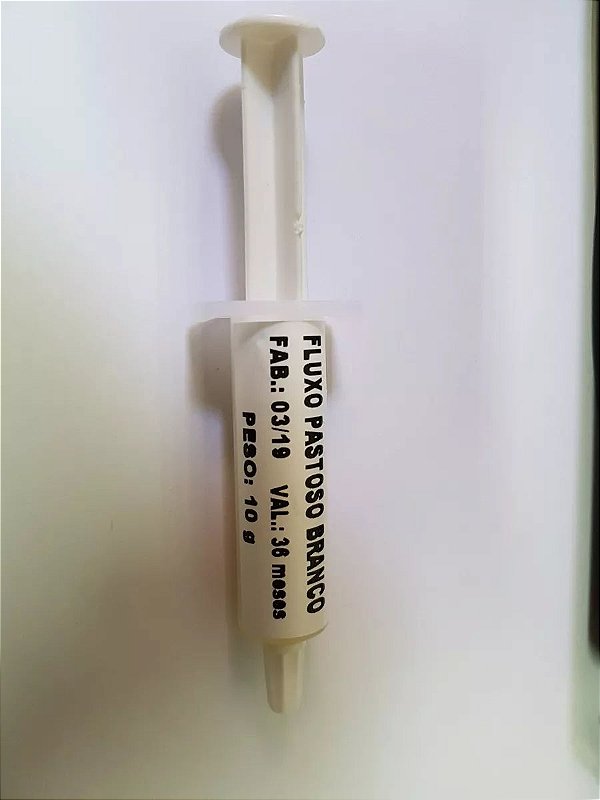 FLUXO PASTOSO BRANCO
FAB.: 03/19 VAL.: 36 meses
PESO: 10 g